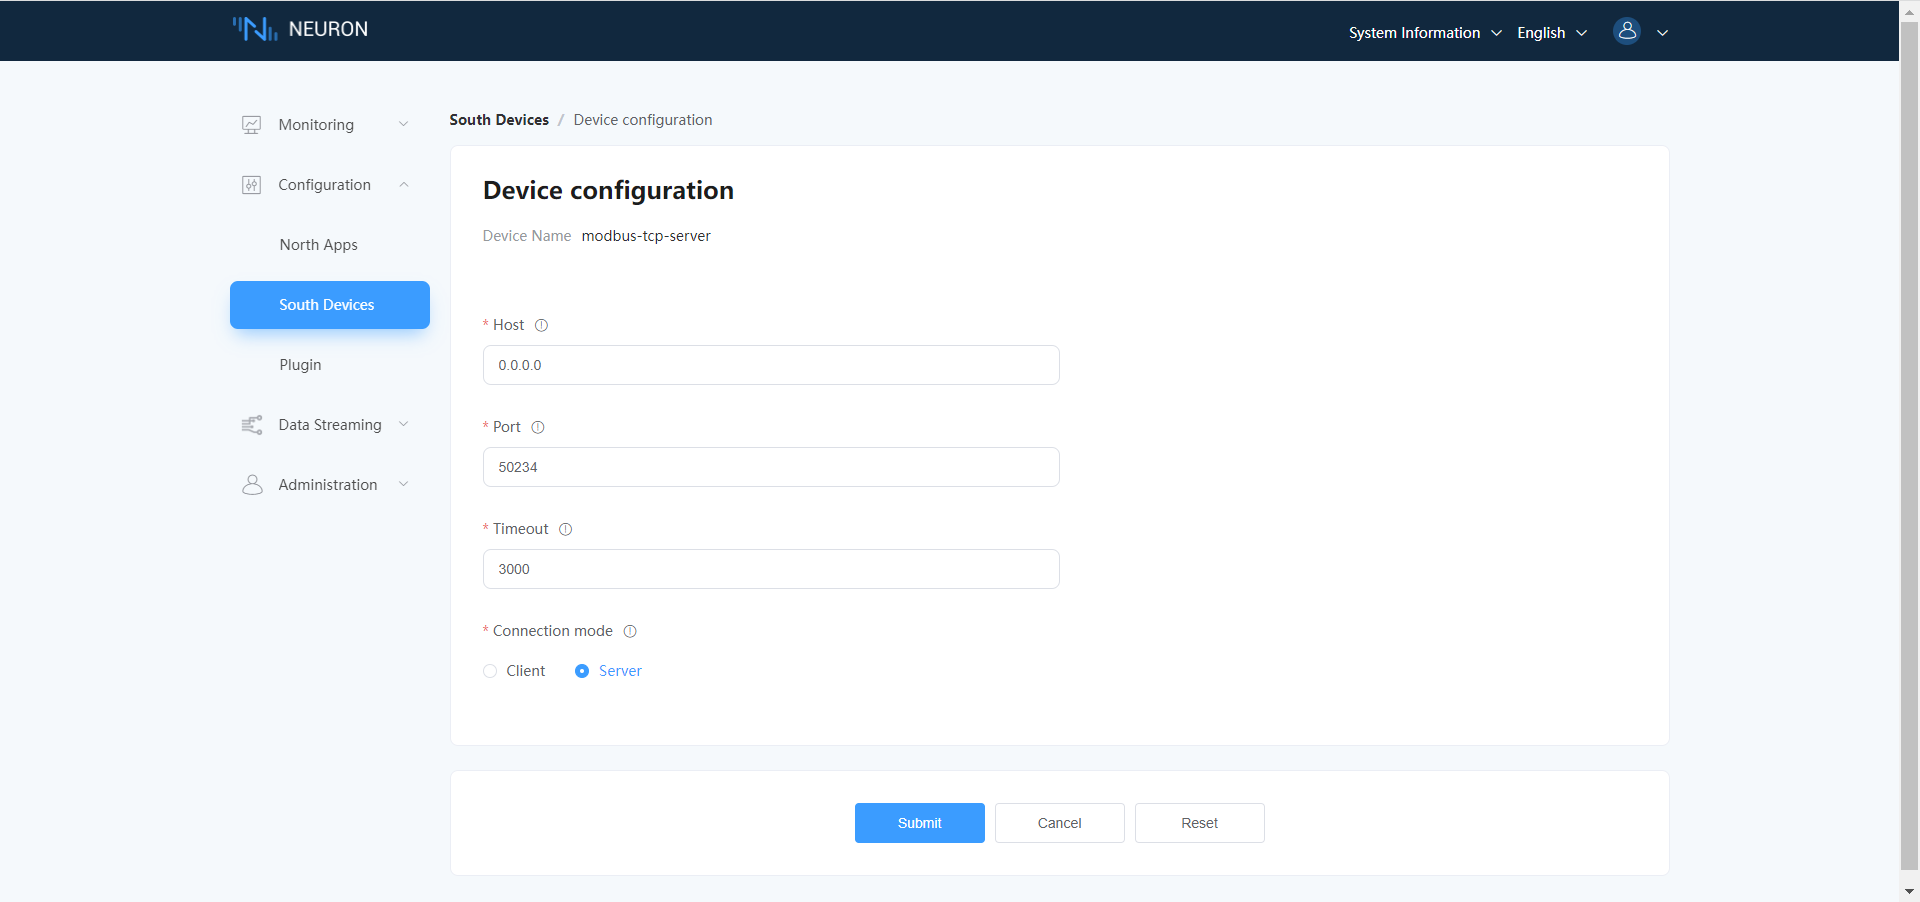 NEURON
System Information
English
Monitoring
Configuration
North Apps
South Devices
Plugin
Data Streaming
Administration
South Devices / Device configuration
Device configuration
Device Name modbus-tcp-server
* Host
0.0.0.0
* Port
50234
* Timeout
3000
* Connection mode
Client Server
Submit Cancel Reset